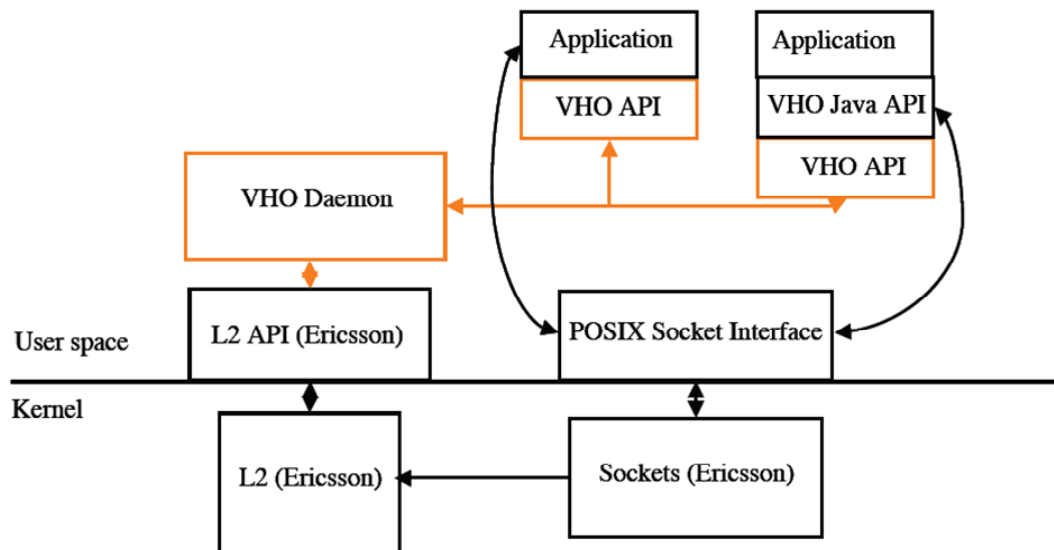 Application
Application
VHO API
VHO Java API
VHO API
VHO Daemon
L2 API (Ericsson)
POSIX Socket Interface
User space
Kernel
L2 (Ericsson)
Sockets (Ericsson)